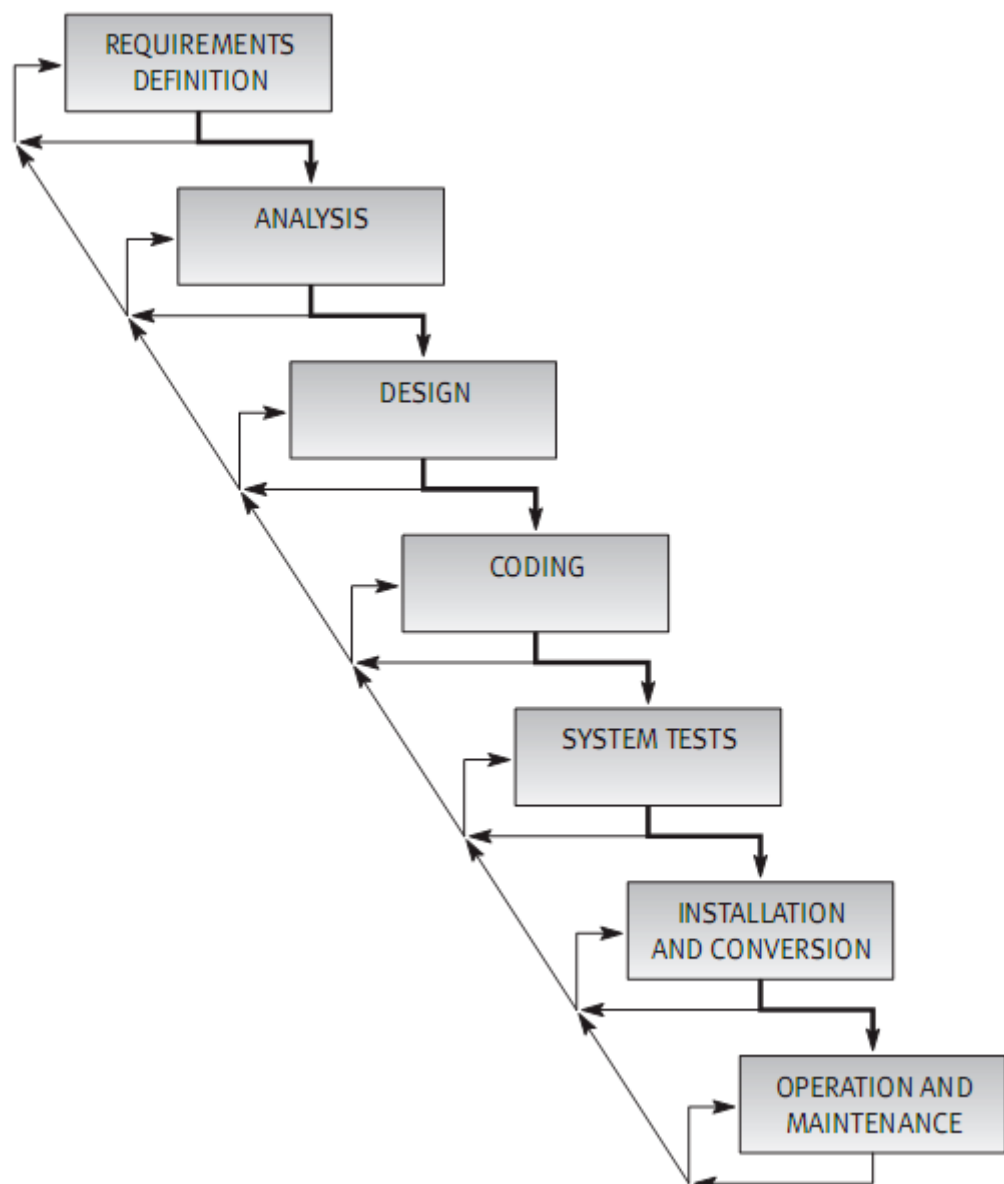 REQUIREMENTS
DEFINITION
ANALYSIS
DESIGN
CODING
SYSTEM TESTS
INSTALLATION
AND CONVERSION
OPERATION AND
MAINTENANCE